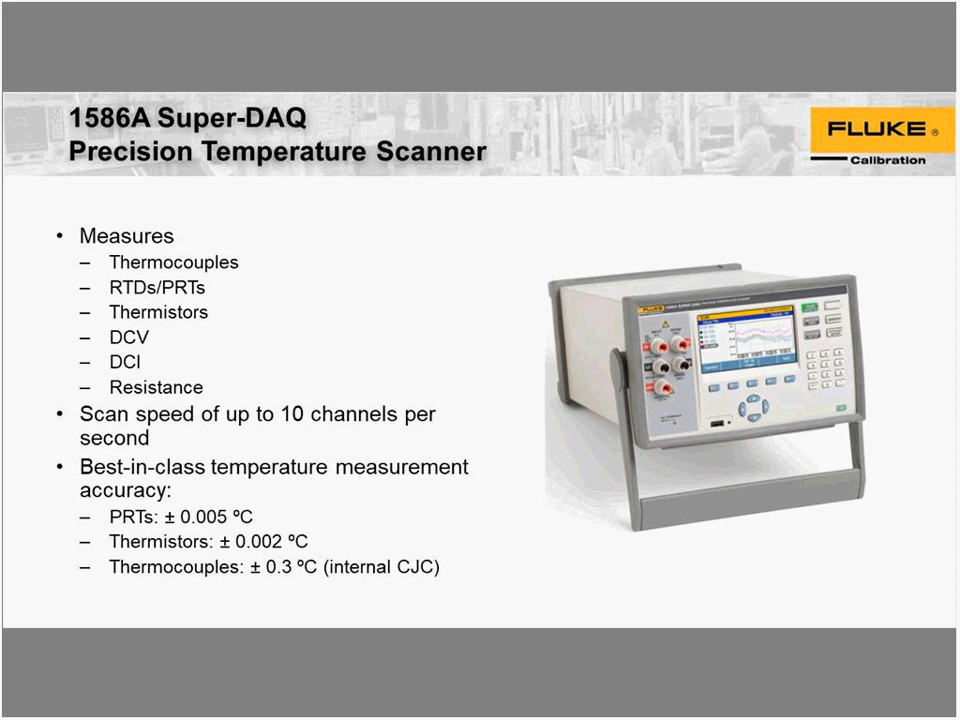 1586A Super-DAQ
Precision Temperature Scanner
FLUKE®
Calibration
• Measures
– Thermocouples
– RTDs/PRTs
– Thermistors
– DCV
– DCI
– Resistance
• Scan speed of up to 10 channels per
second
• Best-in-class temperature measurement
accuracy:
– PRTs: ± 0.005 ºC
– Thermistors: ± 0.002 ºC
– Thermocouples: ± 0.3 ºC (internal CJC)
FLUKE